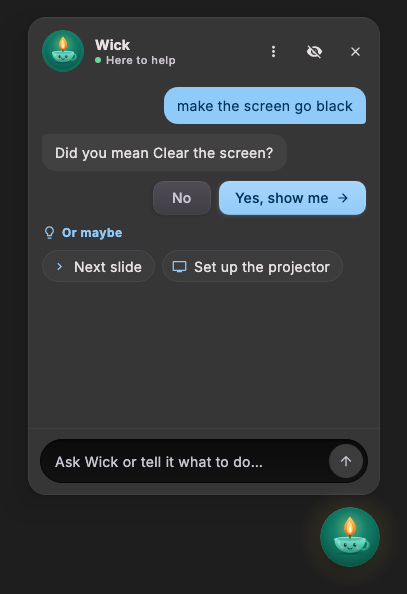 Wick
Here to help
make the screen go black
Did you mean Clear the screen?
No
Yes, show me
Or maybe
Next slide
Set up the projector
Ask Wick or tell it what to do...